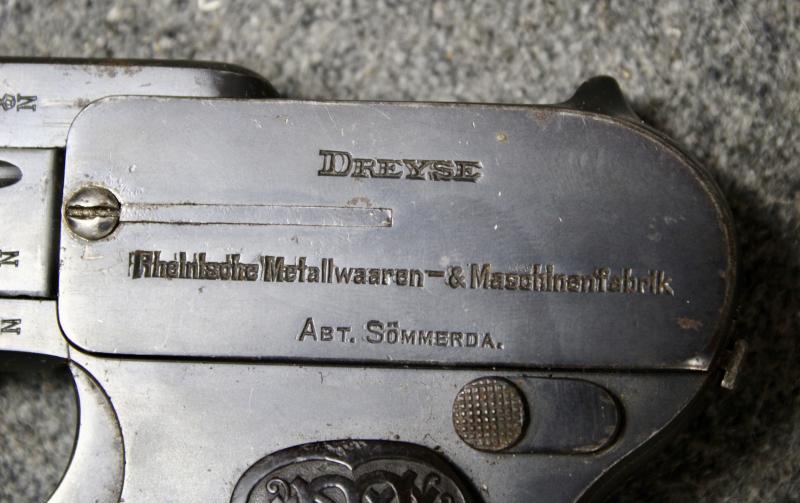 DREYSE
Rheinische Metallwaaren- & Maschinenfabrik
ABT. SÖMMERDA.
N
N
N